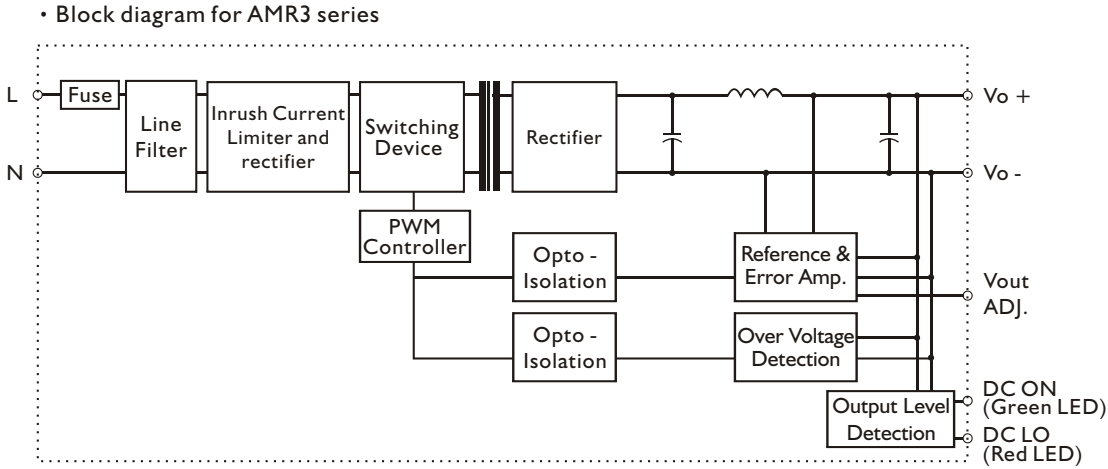 • Block diagram for AMR3 series
L
Fuse
Line
Filter
Inrush Current
Limiter and
rectifier
Switching
Device
Rectifier
Vo +
N
Vo -
PWM
Controller
Opto -
Isolation
Reference &
Error Amp.
Vout
ADJ.
Opto -
Isolation
Over Voltage
Detection
Output Level
Detection
DC ON
(Green LED)
DC LO
(Red LED)